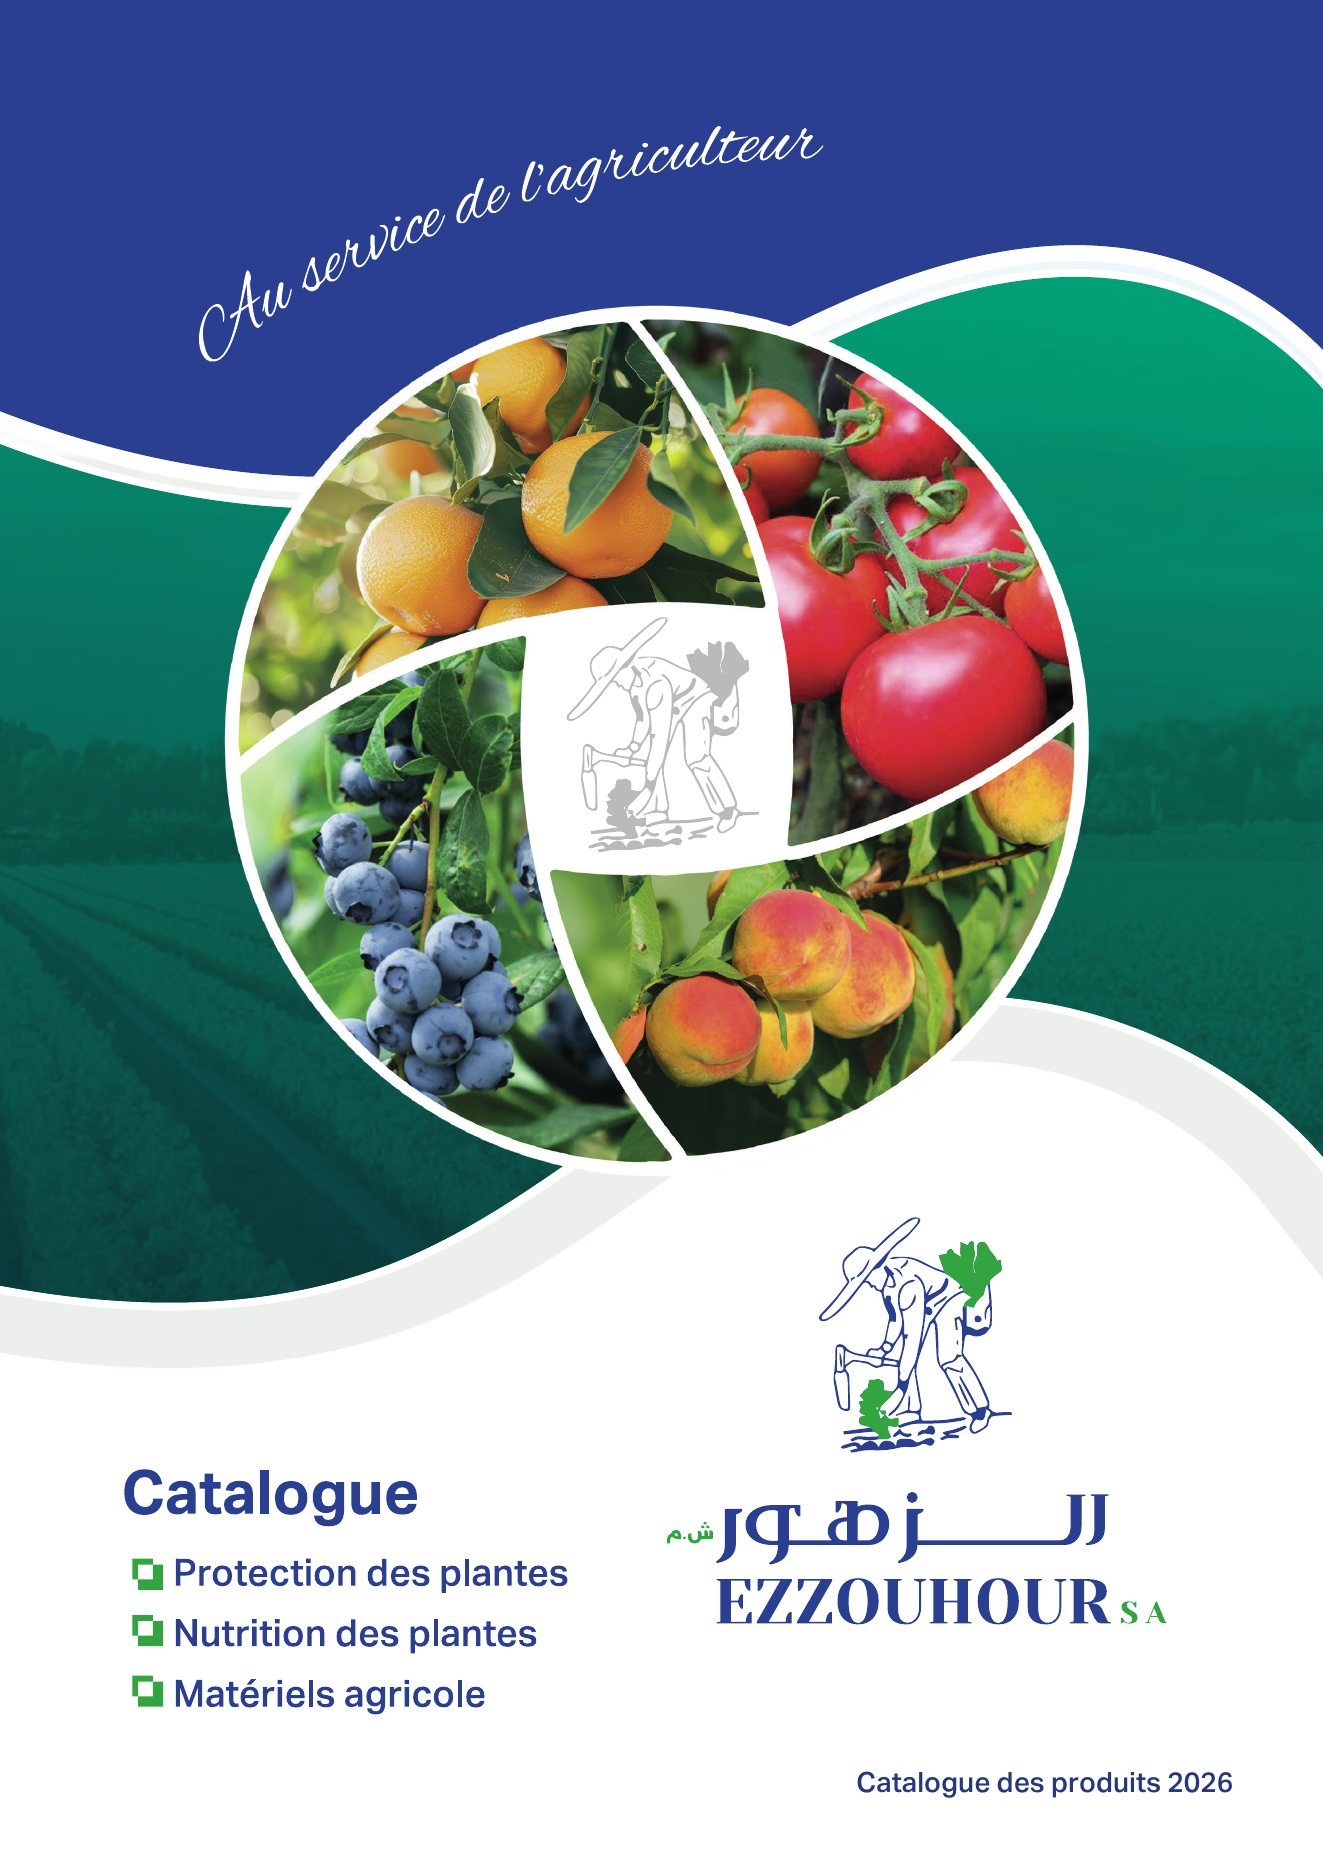 Au service de l'agriculteur
Catalogue
Protection des plantes
Nutrition des plantes
Matériels agricole
الزهور ش.م
EZZOUHOUR SA
Catalogue des produits 2026